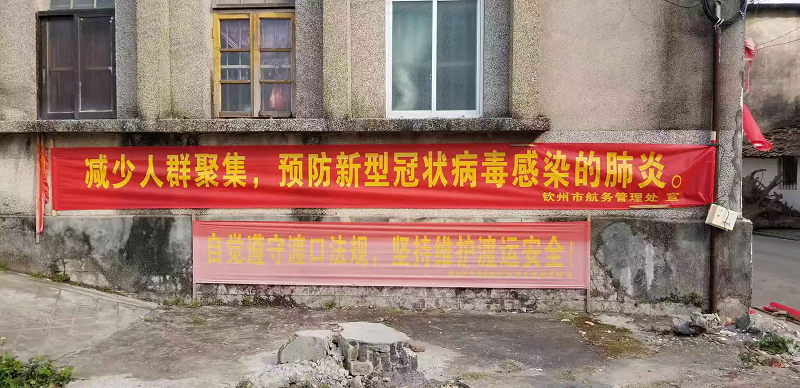 减少人群聚集，预防新型冠状病毒感染的肺炎。
钦州市航务管理处 宣
自觉遵守渡口法规，坚持维护渡运安全！